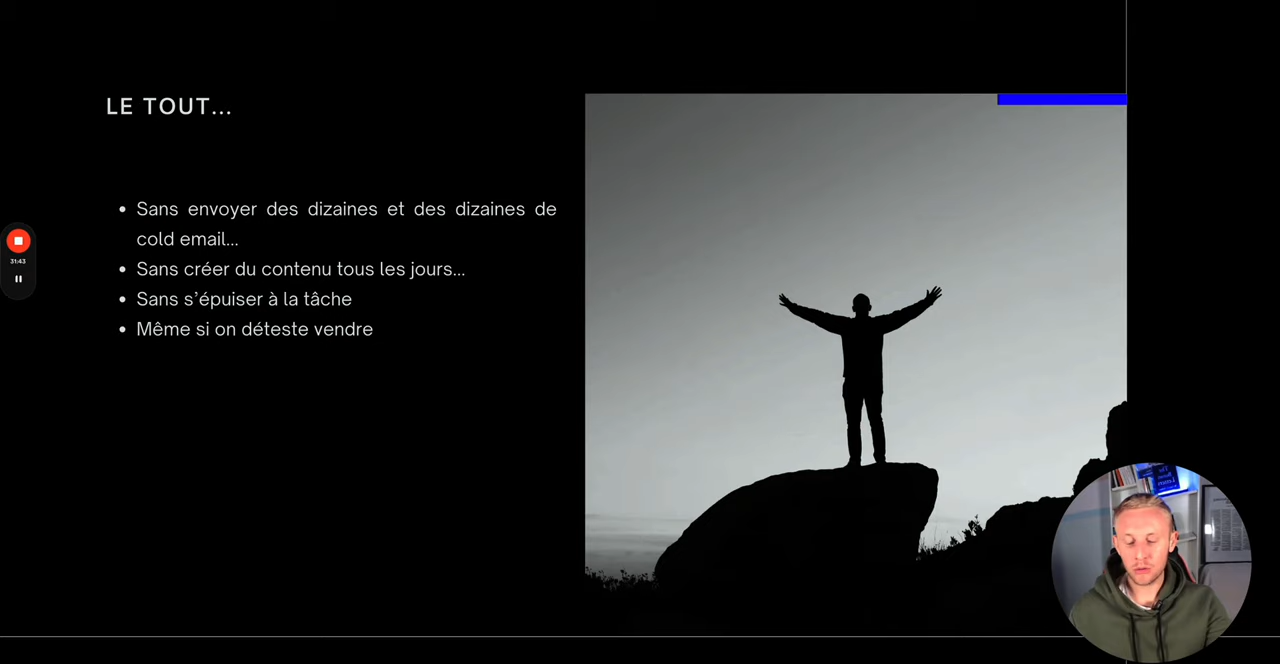 LE TOUT...
• Sans envoyer des dizaines et des dizaines de
cold email...
• Sans créer du contenu tous les jours...
• Sans s’épuiser à la tâche
• Même si on déteste vendre
31:43